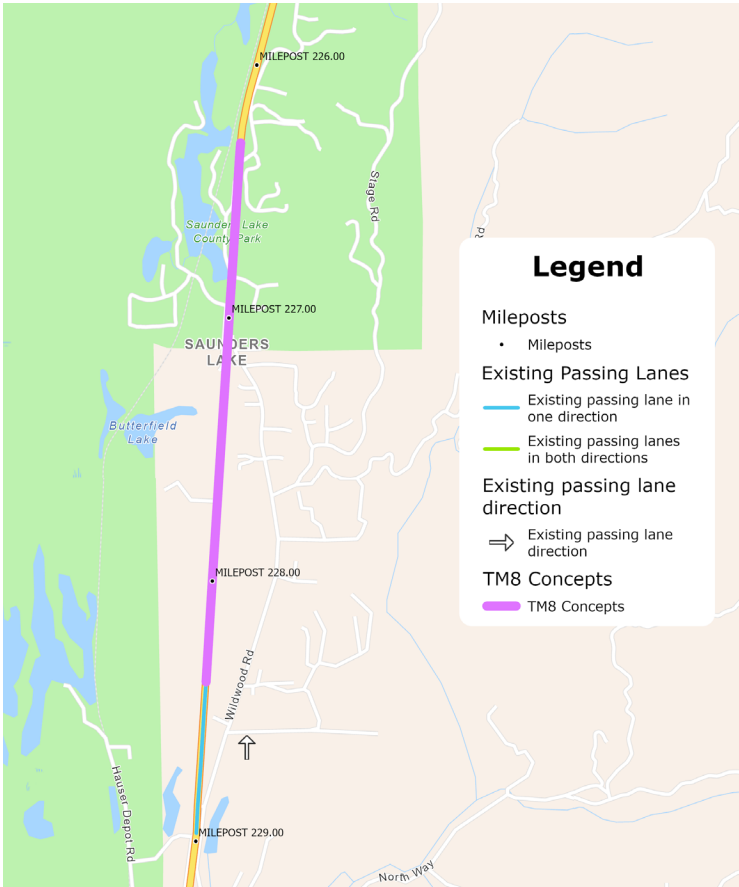 MILEPOST 226.00
Stage Rd
Rd
Saunders Lake
County Park
MILEPOST 227.00
SAUNDERS
LAKE
Butterfield
Lake
MILEPOST 228.00
Wildwood Rd
Hauser Depot Rd
MILEPOST 229.00
North Way
Legend
Mileposts
Mileposts
Existing Passing Lanes
Existing passing lane in
one direction
Existing passing lanes
in both directions
Existing passing lane
direction
Existing passing lane
direction
TM8 Concepts
TM8 Concepts